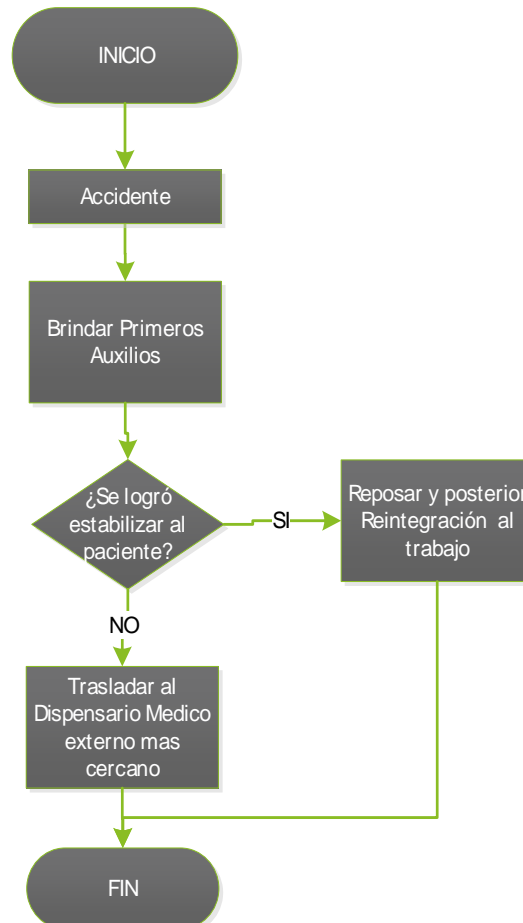 INICIO
Accidente
Brindar Primeros
Auxilios
¿Se logró
estabilizar al
paciente?
SI
Reposar y posterior
Reintegración al
trabajo
NO
Trasladar al
Dispensario Medico
externo mas
cercano
FIN